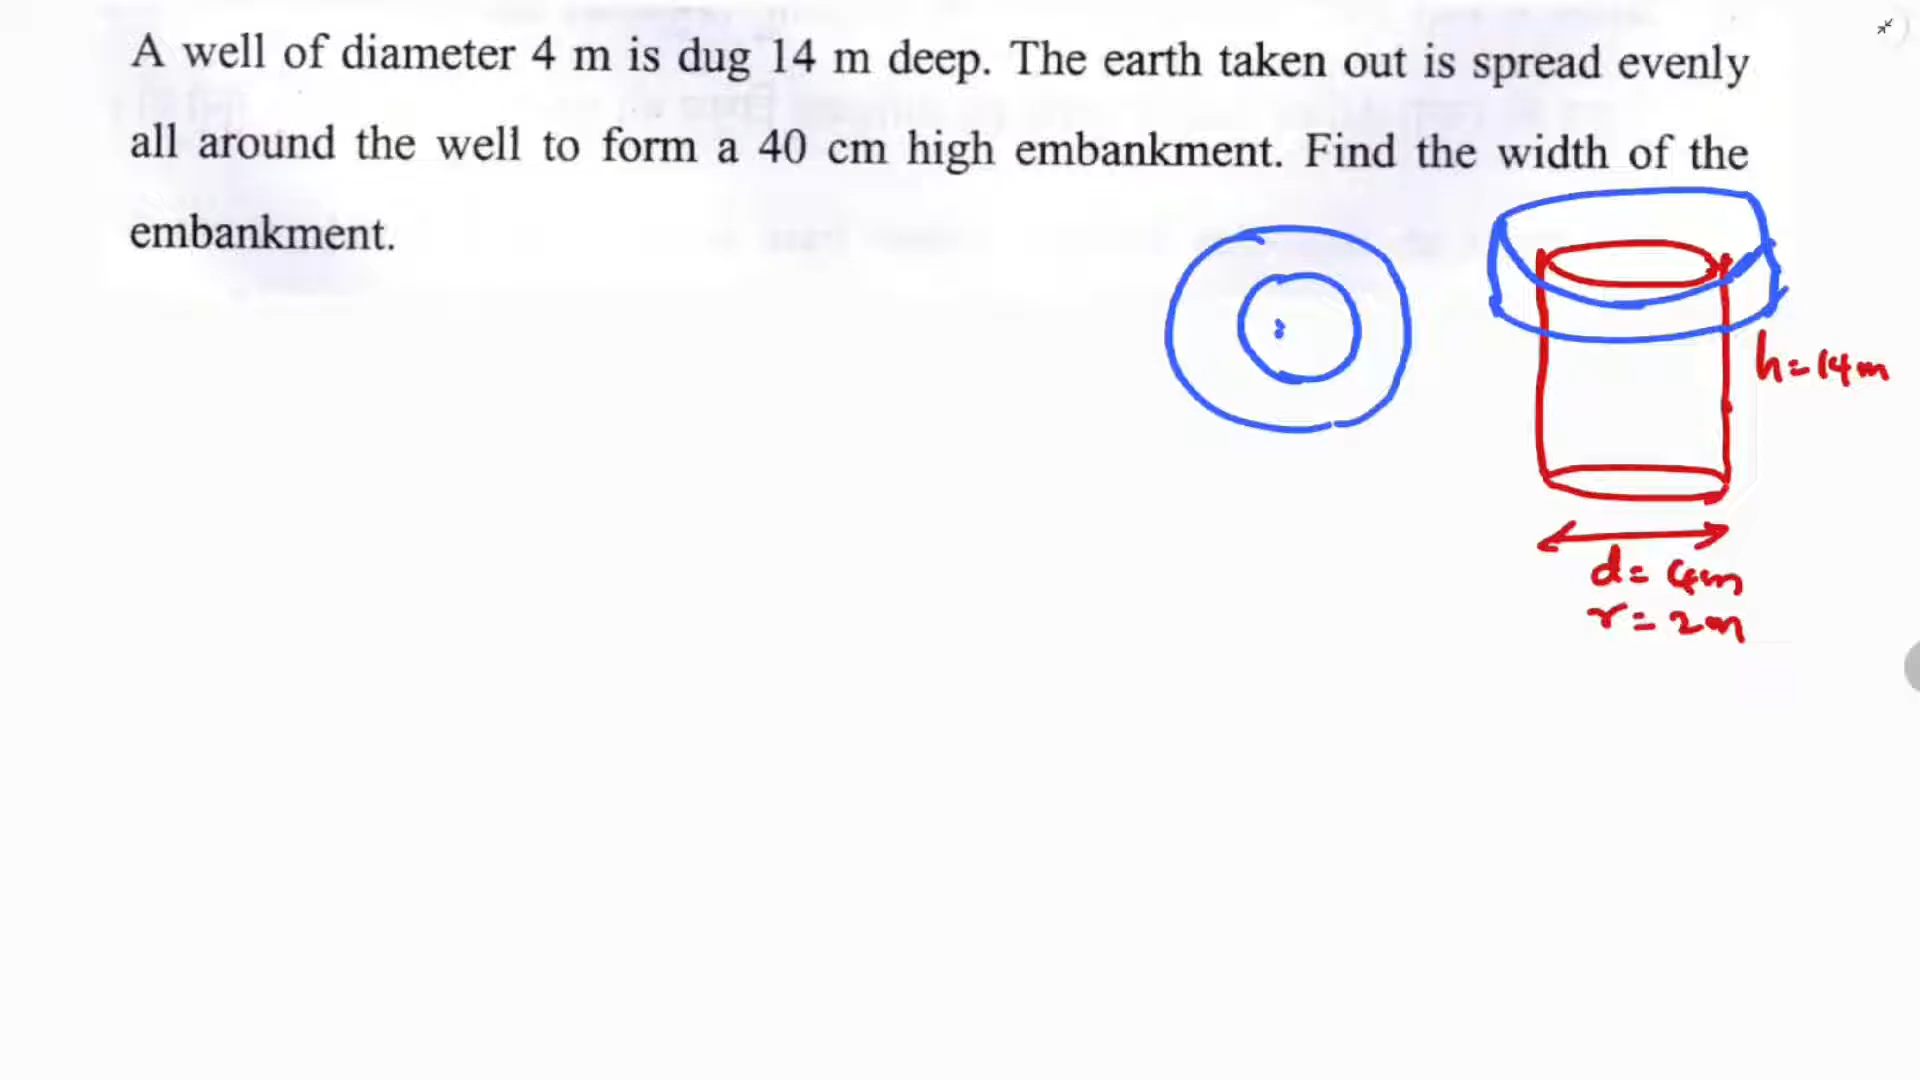 A well of diameter 4 m is dug 14 m deep. The earth taken out is spread evenly
all around the well to form a 40 cm high embankment. Find the width of the
embankment.
h=14m
d=4m
r=2m